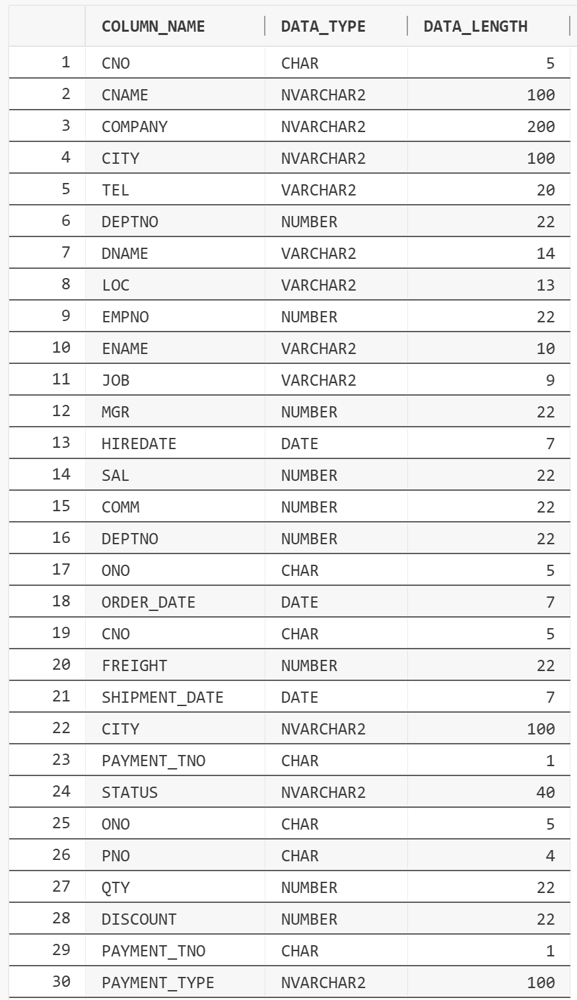 COLUMN_NAME DATA_TYPE DATA_LENGTH
1 CNO CHAR 5
2 CNAME NVARCHAR2 100
3 COMPANY NVARCHAR2 200
4 CITY NVARCHAR2 100
5 TEL VARCHAR2 20
6 DEPTNO NUMBER 22
7 DNAME VARCHAR2 14
8 LOC VARCHAR2 13
9 EMPNO NUMBER 22
10 ENAME VARCHAR2 10
11 JOB VARCHAR2 9
12 MGR NUMBER 22
13 HIREDATE DATE 7
14 SAL NUMBER 22
15 COMM NUMBER 22
16 DEPTNO NUMBER 22
17 ONO CHAR 5
18 ORDER_DATE DATE 7
19 CNO CHAR 5
20 FREIGHT NUMBER 22
21 SHIPMENT_DATE DATE 7
22 CITY NVARCHAR2 100
23 PAYMENT_TNO CHAR 1
24 STATUS NVARCHAR2 40
25 ONO CHAR 5
26 PNO CHAR 4
27 QTY NUMBER 22
28 DISCOUNT NUMBER 22
29 PAYMENT_TNO CHAR 1
30 PAYMENT_TYPE NVARCHAR2 100